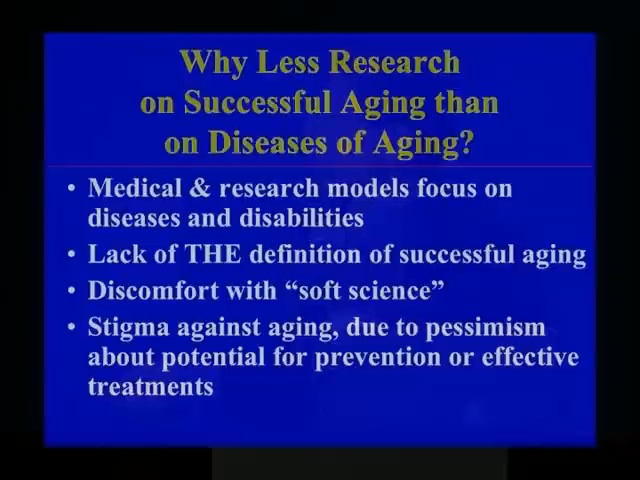 Why Less Research
on Successful Aging than
on Diseases of Aging?
• Medical & research models focus on
diseases and disabilities
• Lack of THE definition of successful aging
• Discomfort with “soft science”
• Stigma against aging, due to pessimism
about potential for prevention or effective
treatments